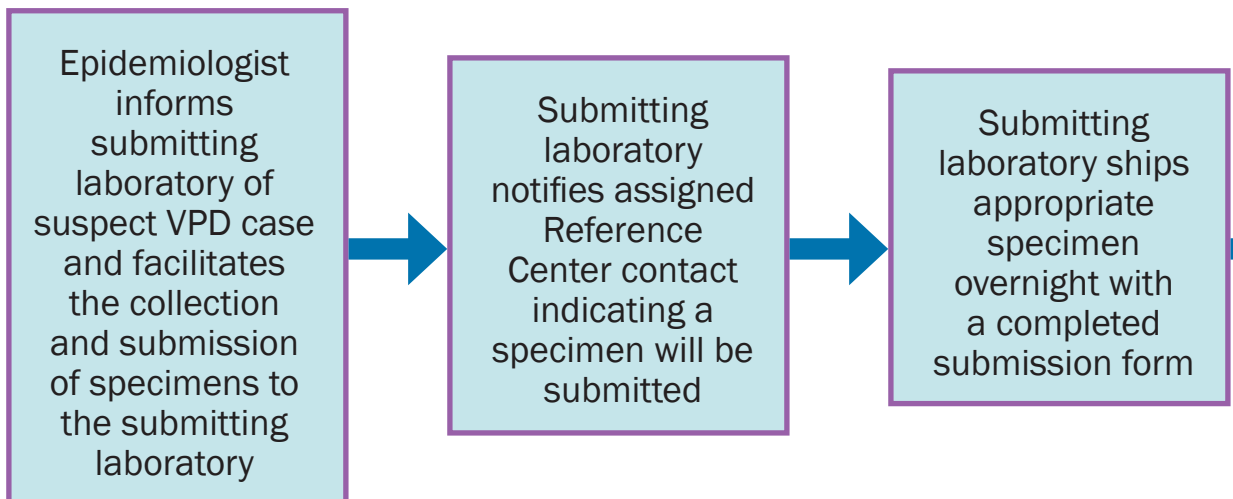 Epidemiologist
informs
submitting
laboratory of
suspect VPD case
and facilitates
the collection
and submission
of specimens to
the submitting
laboratory
Submitting
laboratory
notifies assigned
Reference
Center contact
indicating a
specimen will be
submitted
Submitting
laboratory ships
appropriate
specimen
overnight with
a completed
submission form